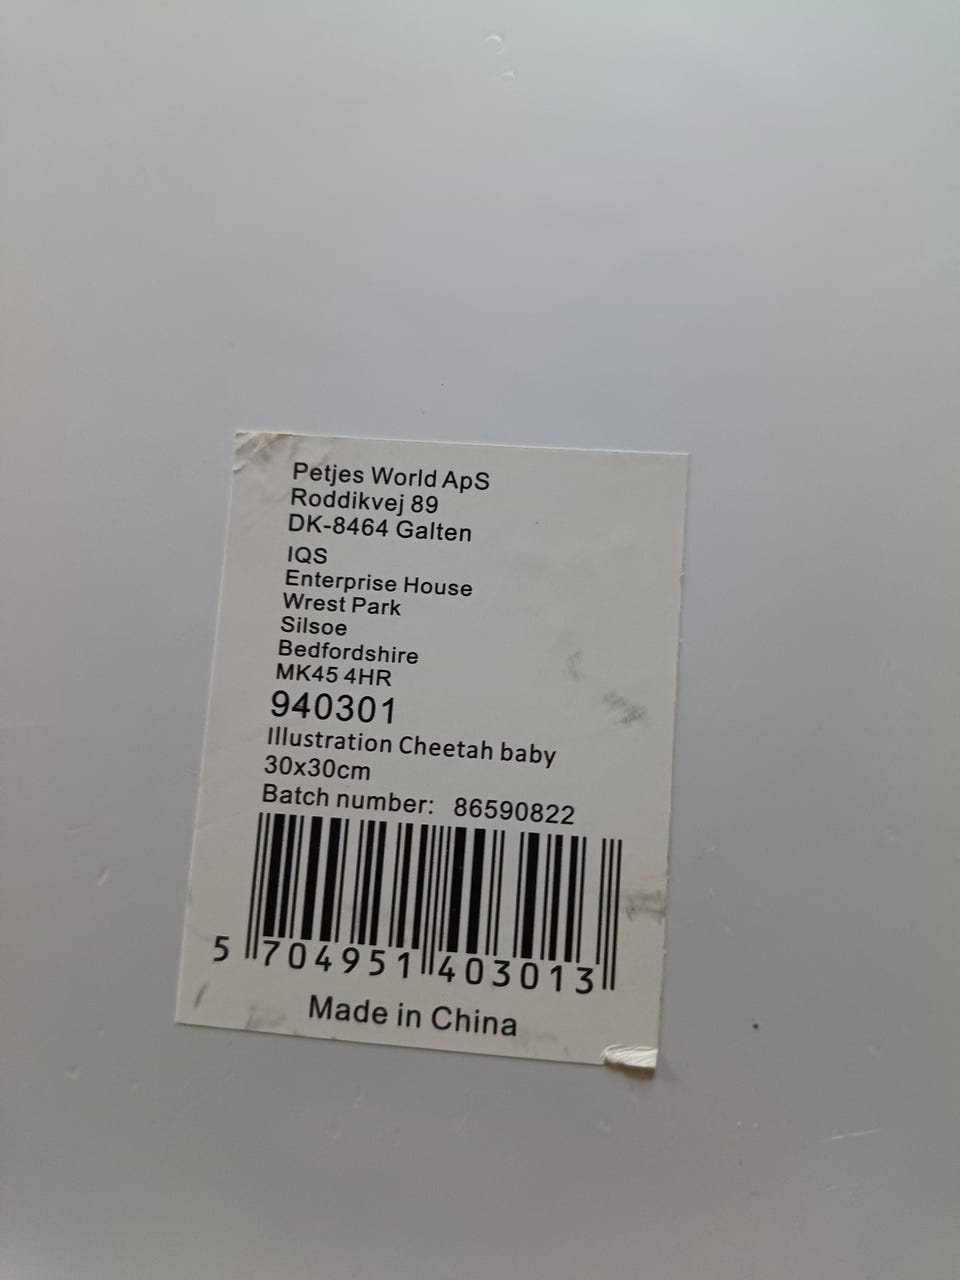 Petjes World ApS
Roddikvej 89
DK-8464 Galten
IQS
Enterprise House
Wrest Park
Silsoe
Bedfordshire
MK45 4HR
940301
Illustration Cheetah baby
30x30cm
Batch number: 86590822
5 704951 403013
Made in China